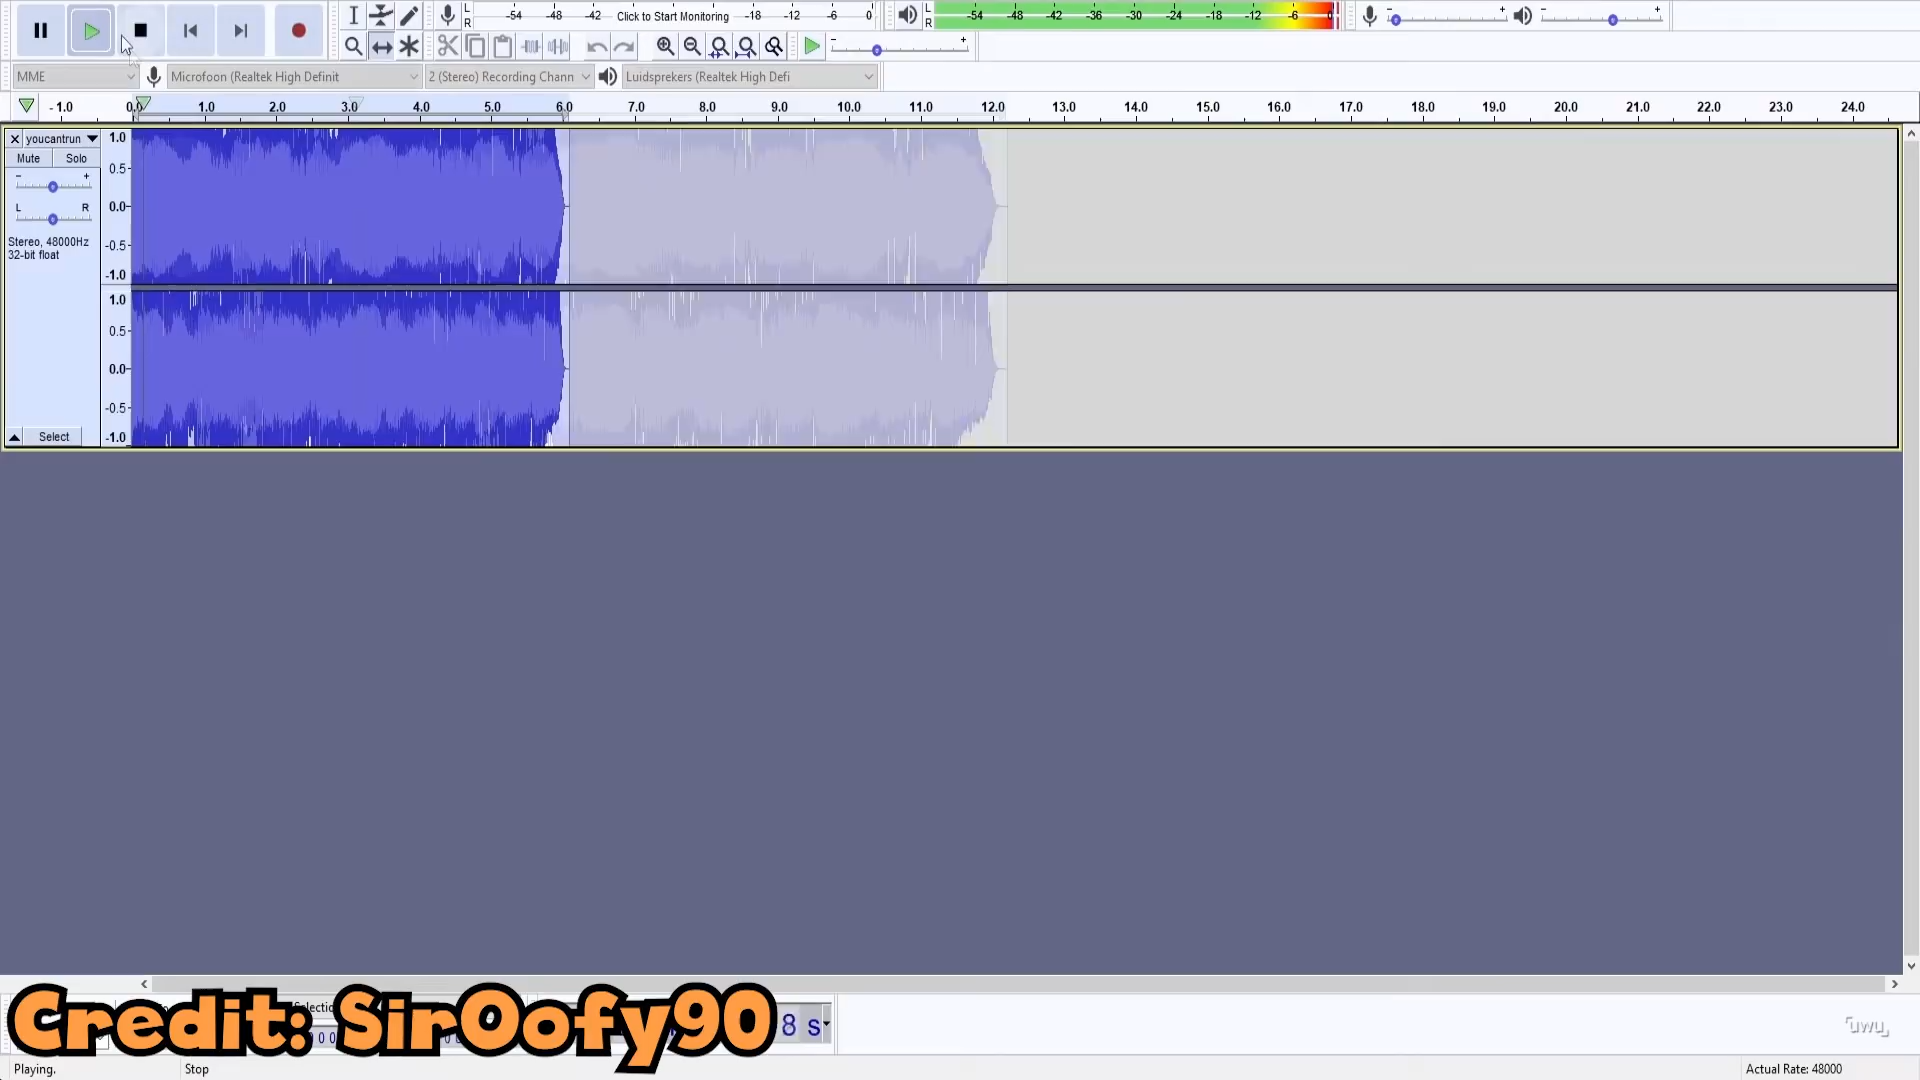 L
R
-54 -48 -42 Click to Start Monitoring -18 -12 -6 0
L
R
-54 -48 -42 -36 -30 -24 -18 -12 -6 0
- +
- +
- +
MME
Microfoon (Realtek High Definit
2 (Stereo) Recording Chann
Luidsprekers (Realtek High Defi
-1.0 0.0 1.0 2.0 3.0 4.0 5.0 6.0 7.0 8.0 9.0 10.0 11.0 12.0 13.0 14.0 15.0 16.0 17.0 18.0 19.0 20.0 21.0 22.0 23.0 24.0
youcantrun
Mute Solo
- +
L R
Stereo, 48000Hz
32-bit float
Select
1.0
0.5
0.0
-0.5
-1.0
1.0
0.5
0.0
-0.5
-1.0
Credit: SirOofy90
8 s
uwu
Playing.
Stop
Actual Rate: 48000